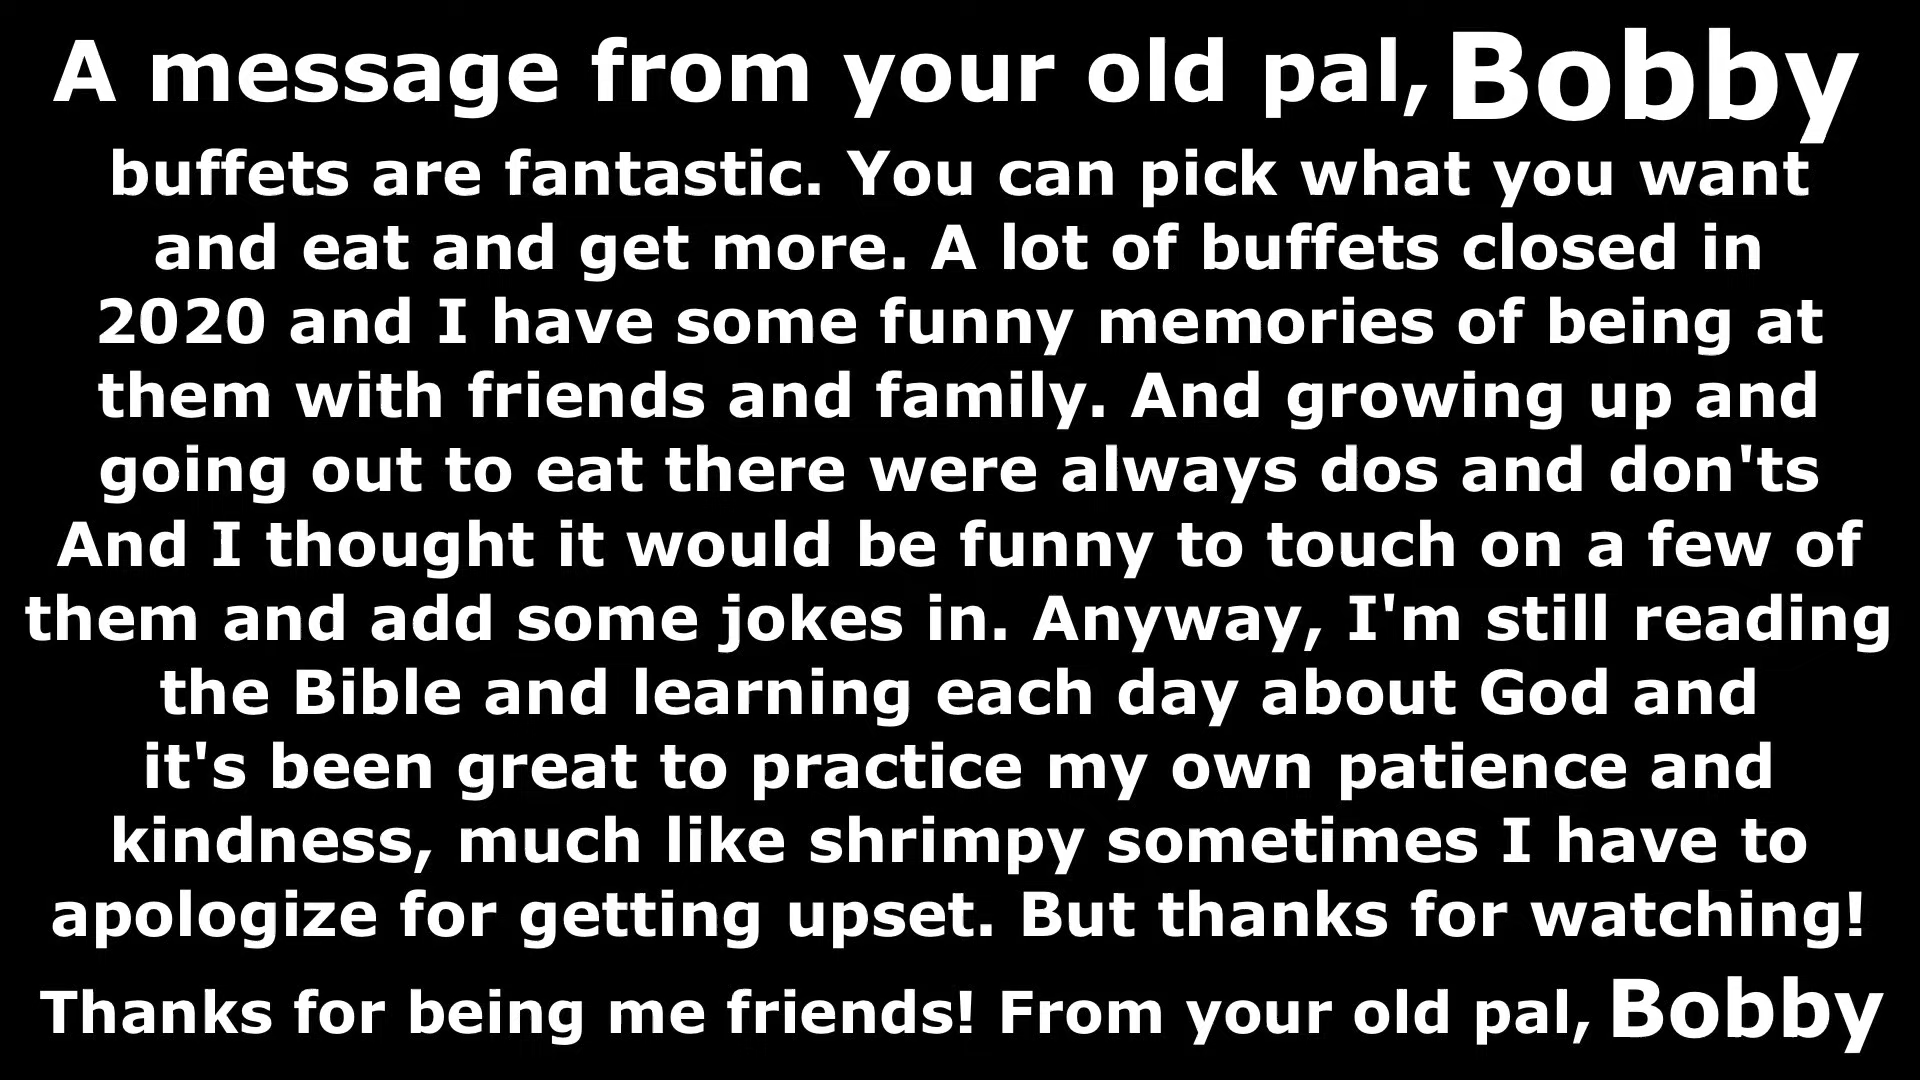 A message from your old pal, Bobby
buffets are fantastic. You can pick what you want
and eat and get more. A lot of buffets closed in
2020 and I have some funny memories of being at
them with friends and family. And growing up and
going out to eat there were always dos and don'ts
And I thought it would be funny to touch on a few of
them and add some jokes in. Anyway, I'm still reading
the Bible and learning each day about God and
it's been great to practice my own patience and
kindness, much like shrimpy sometimes I have to
apologize for getting upset. But thanks for watching!
Thanks for being me friends! From your old pal, Bobby